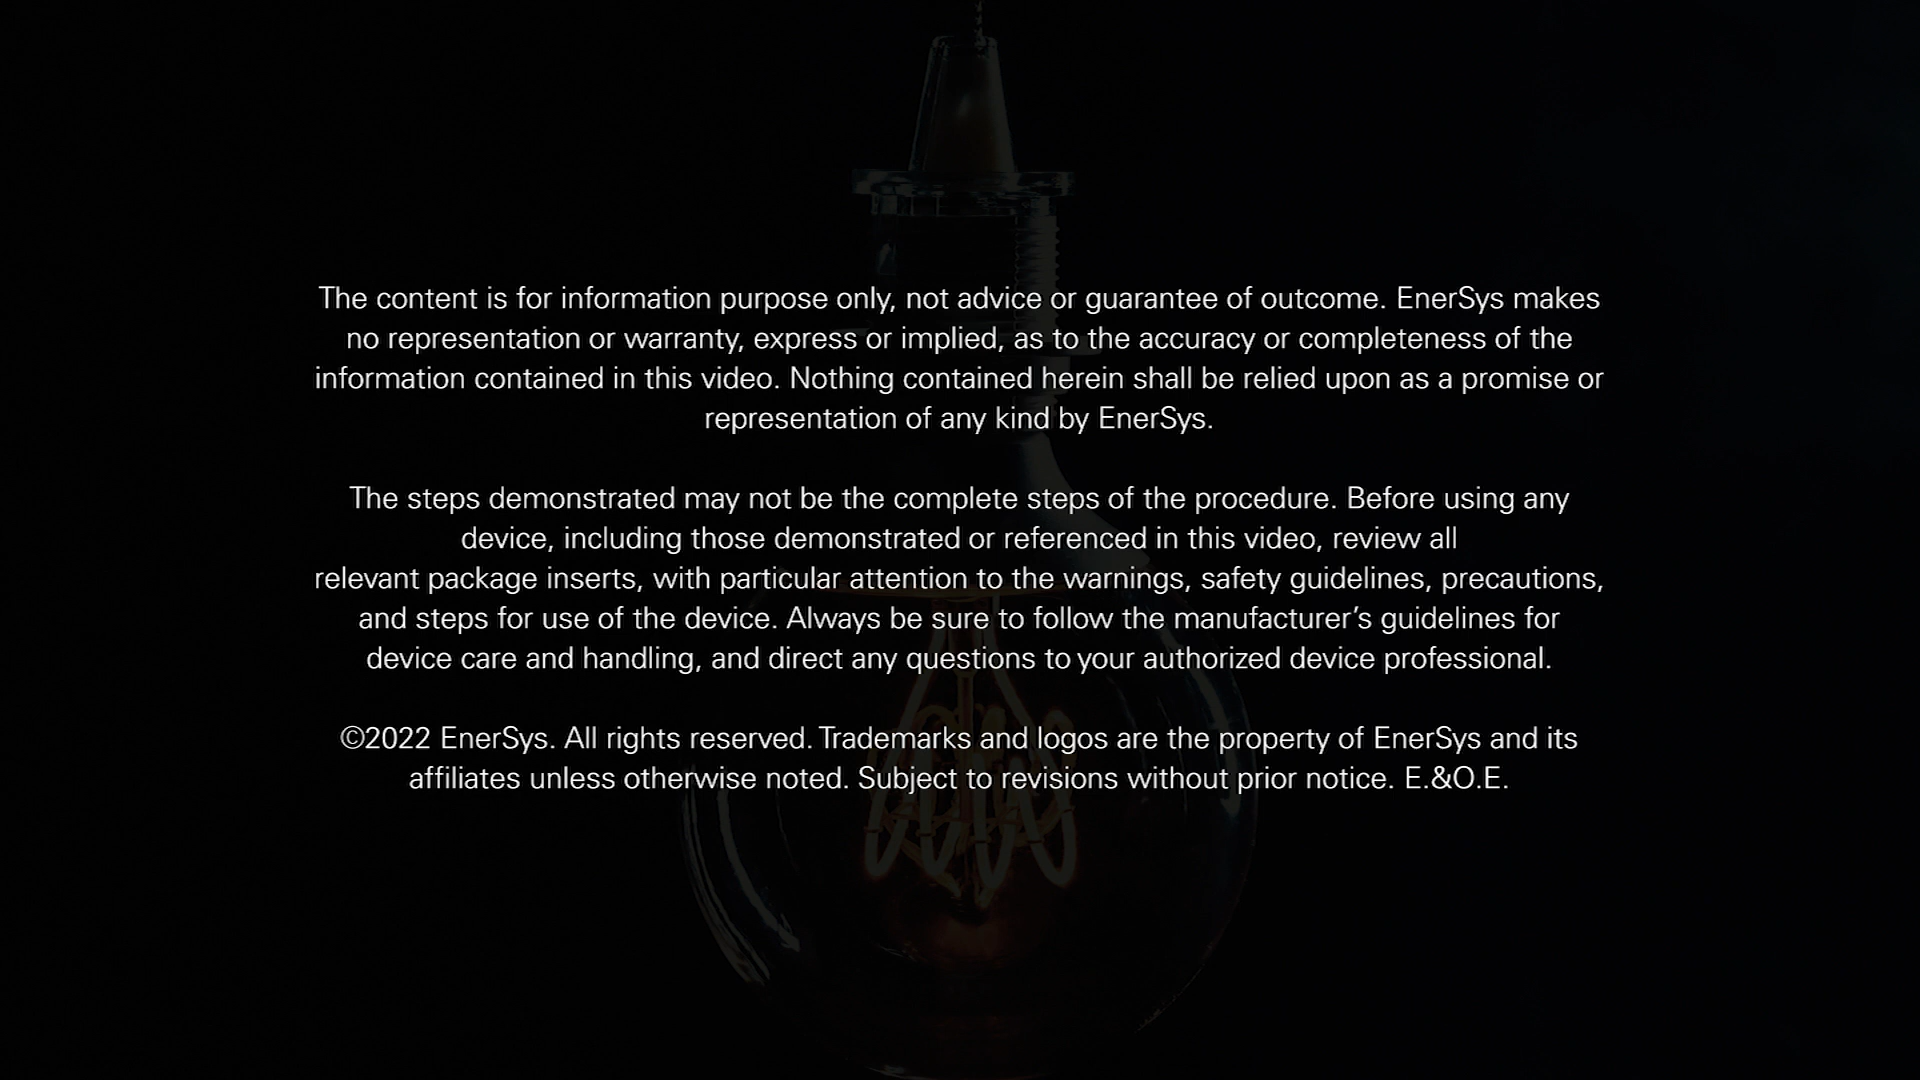 The content is for information purpose only, not advice or guarantee of outcome. EnerSys makes
no representation or warranty, express or implied, as to the accuracy or completeness of the
information contained in this video. Nothing contained herein shall be relied upon as a promise or
representation of any kind by EnerSys.
The steps demonstrated may not be the complete steps of the procedure. Before using any
device, including those demonstrated or referenced in this video, review all
relevant package inserts, with particular attention to the warnings, safety guidelines, precautions,
and steps for use of the device. Always be sure to follow the manufacturer’s guidelines for
device care and handling, and direct any questions to your authorized device professional.
©2022 EnerSys. All rights reserved. Trademarks and logos are the property of EnerSys and its
affiliates unless otherwise noted. Subject to revisions without prior notice. E.&O.E.